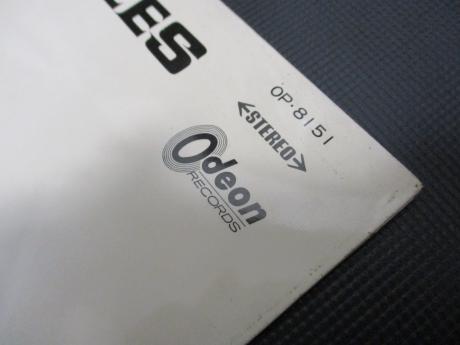 LES
OP·8151
STEREO
Odeon
RECORDS